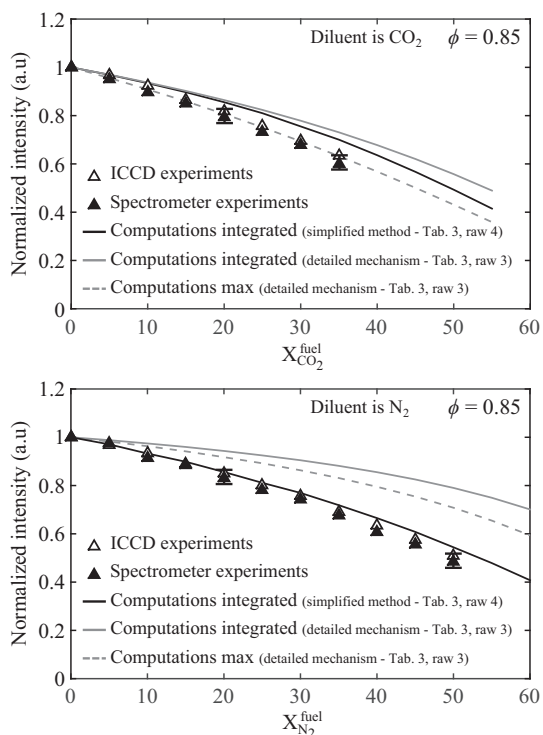 Diluent is CO2 ϕ = 0.85
Normalized intensity (a.u)
1.2
1
0.8
0.6
0.4
0.2
0
ICCD experiments
Spectrometer experiments
Computations integrated (simplified method - Tab. 3, raw 4)
Computations integrated (detailed mechanism - Tab. 3, raw 3)
Computations max (detailed mechanism - Tab. 3, raw 3)
0 10 20 30 40 50 60
X^fuel_CO2
Diluent is N2 ϕ = 0.85
Normalized intensity (a.u)
1.2
1
0.8
0.6
0.4
0.2
0
ICCD experiments
Spectrometer experiments
Computations integrated (simplified method - Tab. 3, raw 4)
Computations integrated (detailed mechanism - Tab. 3, raw 3)
Computations max (detailed mechanism - Tab. 3, raw 3)
0 10 20 30 40 50 60
X^fuel_N2